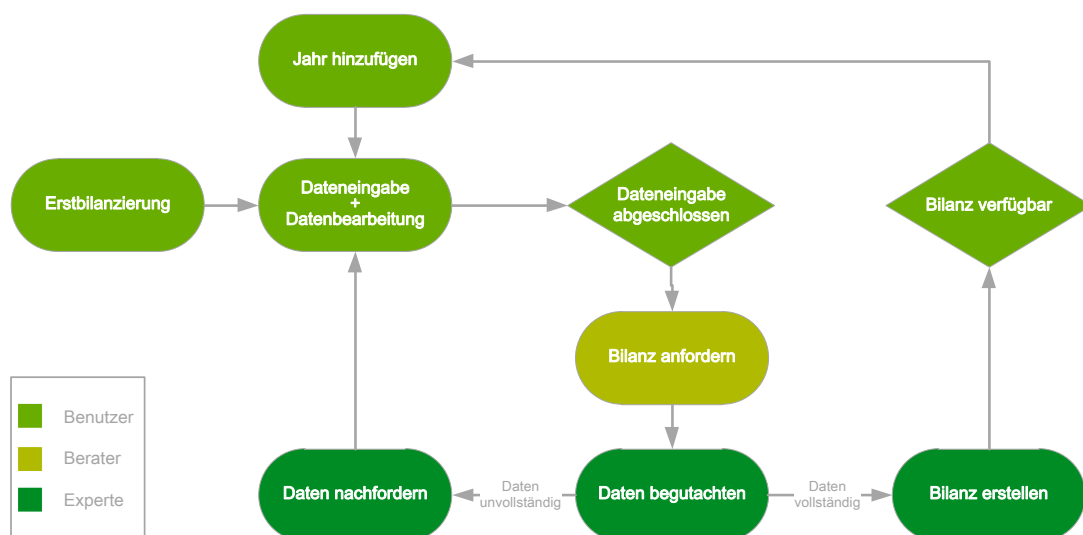 Jahr hinzufügen
Erstbilanzierung
Dateneingabe
+
Datenbearbeitung
Dateneingabe
abgeschlossen
Bilanz verfügbar
Bilanz anfordern
Benutzer
Berater
Experte
Daten nachfordern
Daten
unvollständig
Daten begutachten
Daten
vollständig
Bilanz erstellen